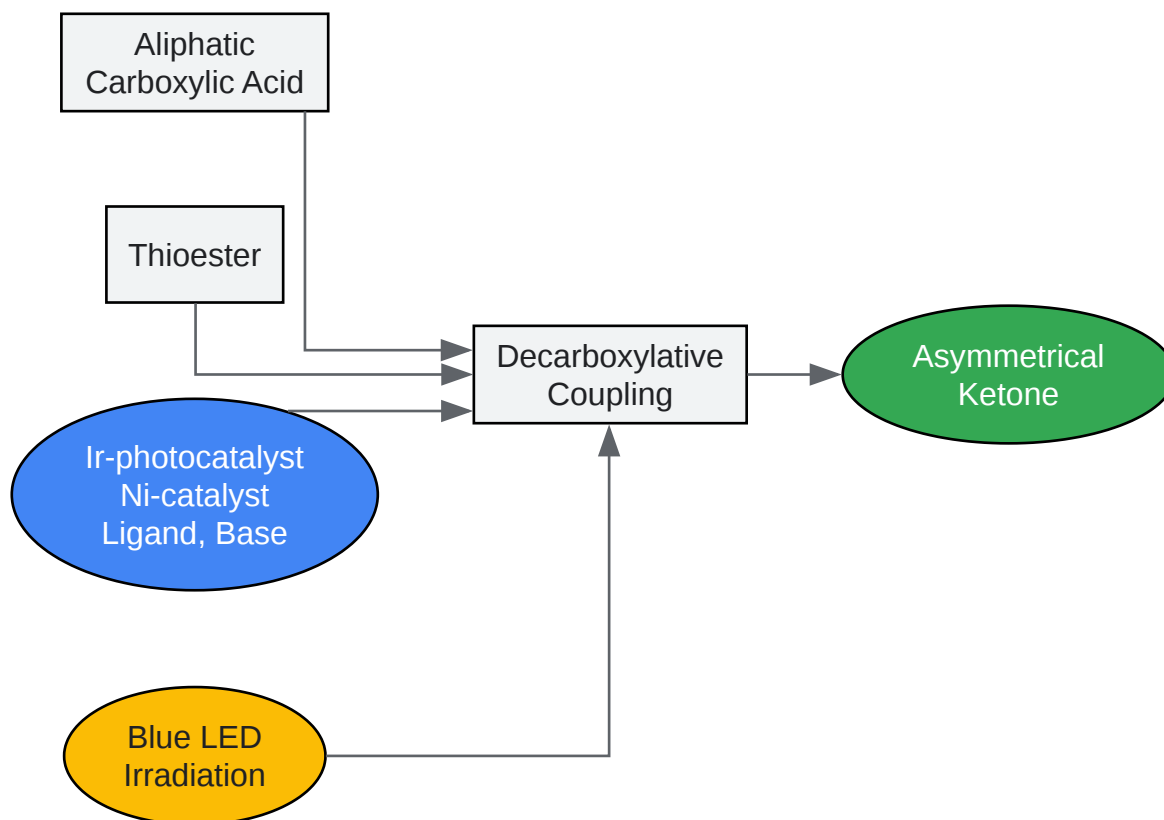 Aliphatic
Carboxylic Acid
Thioester
Decarboxylative
Coupling
Asymmetrical
Ketone
Ir-photocatalyst
Ni-catalyst
Ligand, Base
Blue LED
Irradiation